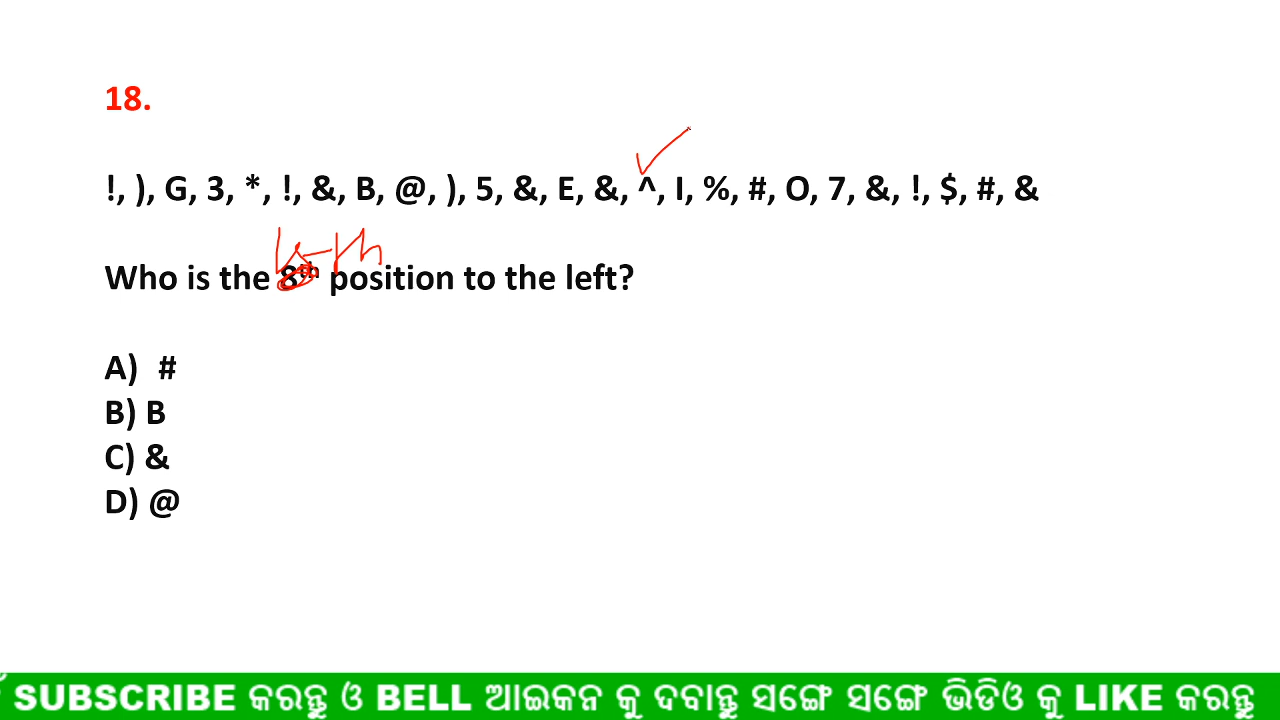 18.
!, ), G, 3, *, !, &, B, @, ), 5, &, E, &, ^, I, %, #, O, 7, &, !, $, #, &
Who is the 8th position to the left?
A) #
B) B
C) &
D) @
SUBSCRIBE କରନ୍ତୁ ଓ BELL ଆଇକନ କୁ ଦବାନ୍ତୁ ସଙ୍ଗେ ସଙ୍ଗେ ଭିଡିଓ କୁ LIKE କରନ୍ତୁ